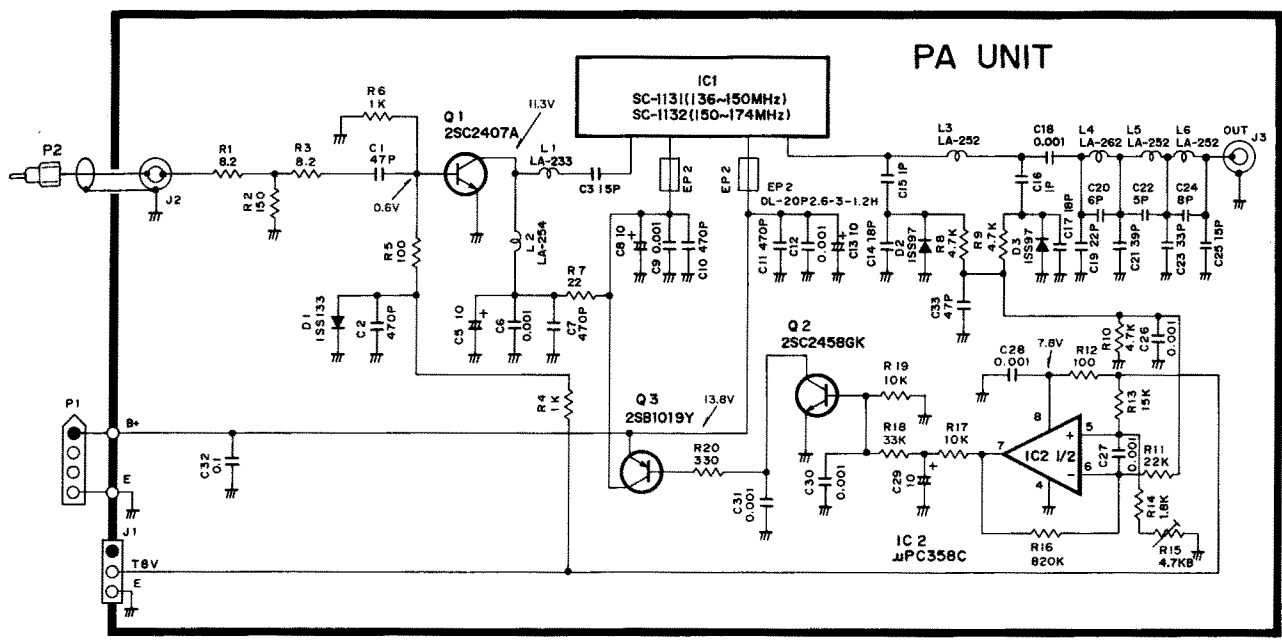 PA UNIT
IC1
SC-1131(136~150MHz)
SC-1132(150~174MHz)
P2
J2
R1
8.2
R2
150
R3
8.2
R6
1K
C1
47P
0.6V
Q1
2SC2407A
11.3V
L1
LA-233
C3 15P
L2
LA-254
R5
100
D1
1SS133
C2
470P
C5 10
+
C6
0.001
C7
470P
R7
22
EP2
EP2
EP2
DL-20P2.6-3-1.2H
C8 10
+
C9 0.001
C10 470P
C11 470P
C12
0.001
C13 10
+
L3
LA-252
C15 1P
C14 18P
D2
1SS97
R8
4.7K
R9
4.7K
C33
47P
C16
1P
D3
1SS97
C17 18P
C18
0.001
L4
LA-262
L5
LA-252
L6
LA-252
OUT
J3
C20
6P
C22
5P
C24
8P
C19 22P
C21 39P
C23 33P
C25 15P
R10
4.7K
C26
0.001
C28
0.001
7.8V
R12
100
R13
15K
8
5
+
IC2 1/2
7
6
-
4
C27
0.001
R11
22K
R14
1.8K
R15
4.7KB
R16
820K
IC2
μPC358C
R17
10K
C29
10
+
R18
33K
R19
10K
C30
0.001
Q2
2SC2458GK
C31
0.001
R20
330
Q3
2SB1019Y
13.8V
R4
1K
P1
B+
C32
0.1
E
J1
T8V
E